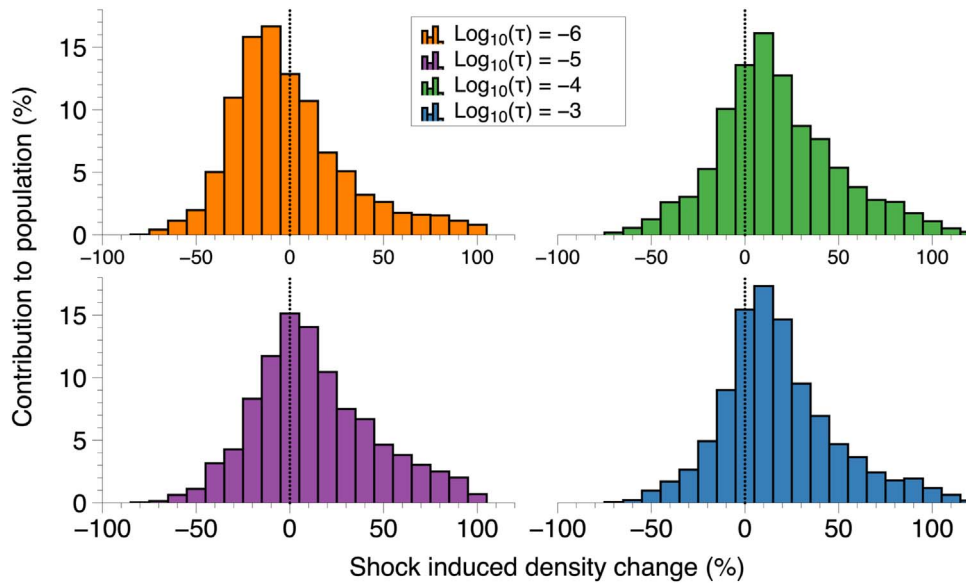 15
10
5
0
−100 −50 0 50 100
Log₁₀(τ) = −6
Log₁₀(τ) = −5
Log₁₀(τ) = −4
Log₁₀(τ) = −3
−100 −50 0 50 100
15
10
5
0
−100 −50 0 50 100
−100 −50 0 50 100
Contribution to population (%)
Shock induced density change (%)